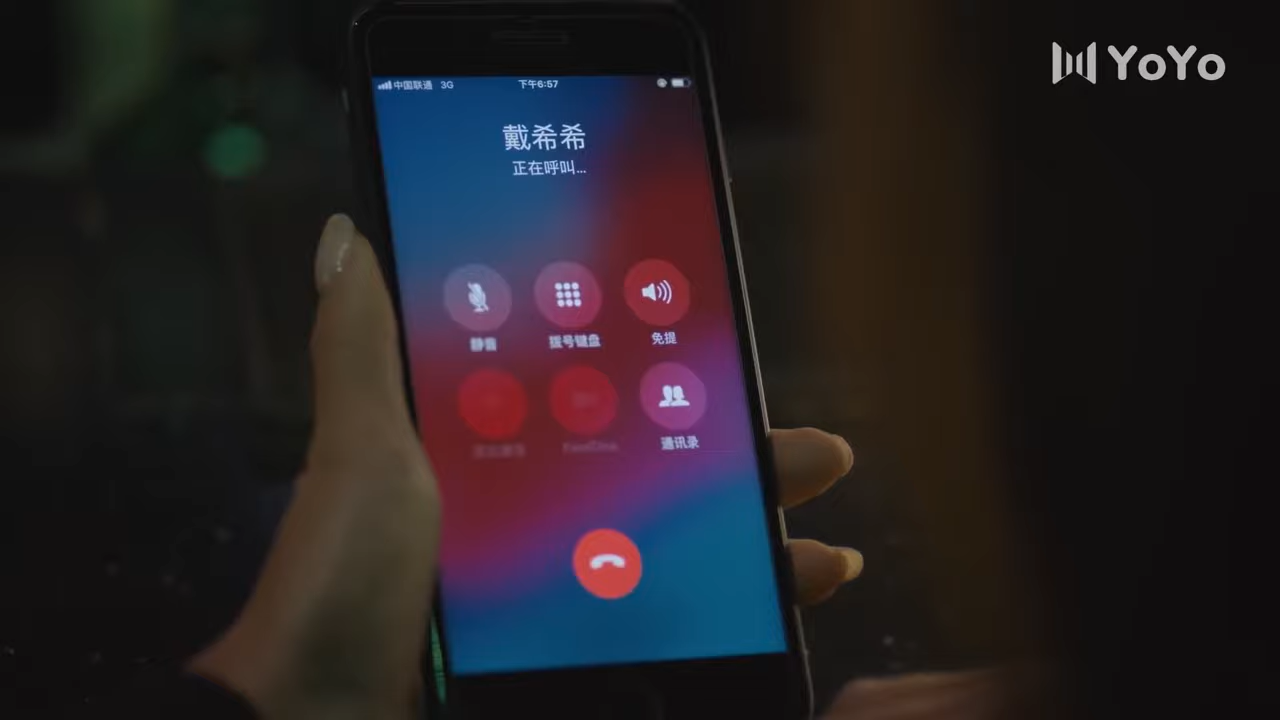 YoYo
中国联通 3G 下午6:57
戴希希
正在呼叫...
静音 拨号键盘 免提
通讯录